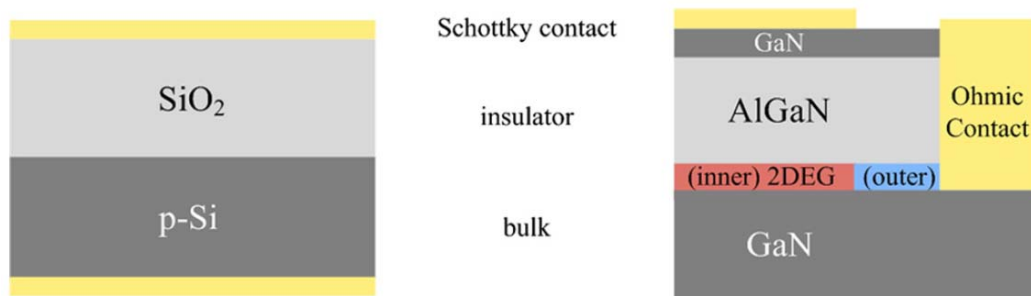 Schottky contact
GaN
SiO₂
insulator
AlGaN
Ohmic
Contact
(inner) 2DEG
(outer)
p-Si
bulk
GaN